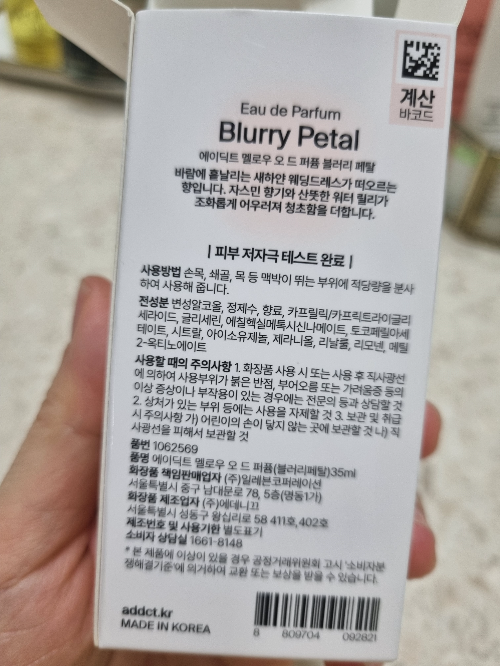 계산
바코드
Eau de Parfum
Blurry Petal
에이딕트 멜로우 오 드 퍼퓸 블러리 페탈
바람에 흩날리는 새하얀 웨딩드레스가 떠오르는
향입니다. 자스민 향기와 산뜻한 워터 릴리가
조화롭게 어우러져 청초함을 더합니다.
| 피부 저자극 테스트 완료 |
사용방법 손목, 쇄골, 목 등 맥박이 뛰는 부위에 적당량을 분사
하여 사용해 줍니다.
전성분 변성알코올, 정제수, 향료, 카프릴릭/카프릭트라이글리
세라이드, 글리세린, 에칠헥실메톡시신나메이트, 토코페릴아세
테이트, 시트랄, 아이소유제놀, 제라니올, 리날롤, 리모넨, 메틸
2-옥티노에이트
사용할 때의 주의사항 1. 화장품 사용 시 또는 사용 후 직사광선
에 의하여 사용부위가 붉은 반점, 부어오름 또는 가려움증 등의
이상 증상이나 부작용이 있는 경우에는 전문의 등과 상담할 것
2. 상처가 있는 부위 등에는 사용을 자제할 것 3. 보관 및 취급
시 주의사항 가) 어린이의 손이 닿지 않는 곳에 보관할 것 나) 직
사광선을 피해서 보관할 것
품번 1062569
품명 에이딕트 멜로우 오 드 퍼퓸(블러리페탈)35ml
화장품 책임판매업자 (주)일레븐코퍼레이션
서울특별시 중구 남대문로 78, 5층(명동1가)
화장품 제조업자 (주)에데니끄
서울특별시 성동구 왕십리로 58 411호, 402호
제조번호 및 사용기한 별도표기
소비자 상담실 1661-8148
* 본 제품에 이상이 있을 경우 공정거래위원회 고시 '소비자분
쟁해결기준'에 의거하여 교환 또는 보상을 받을 수 있습니다.
addct.kr
MADE IN KOREA
8 809704 092821